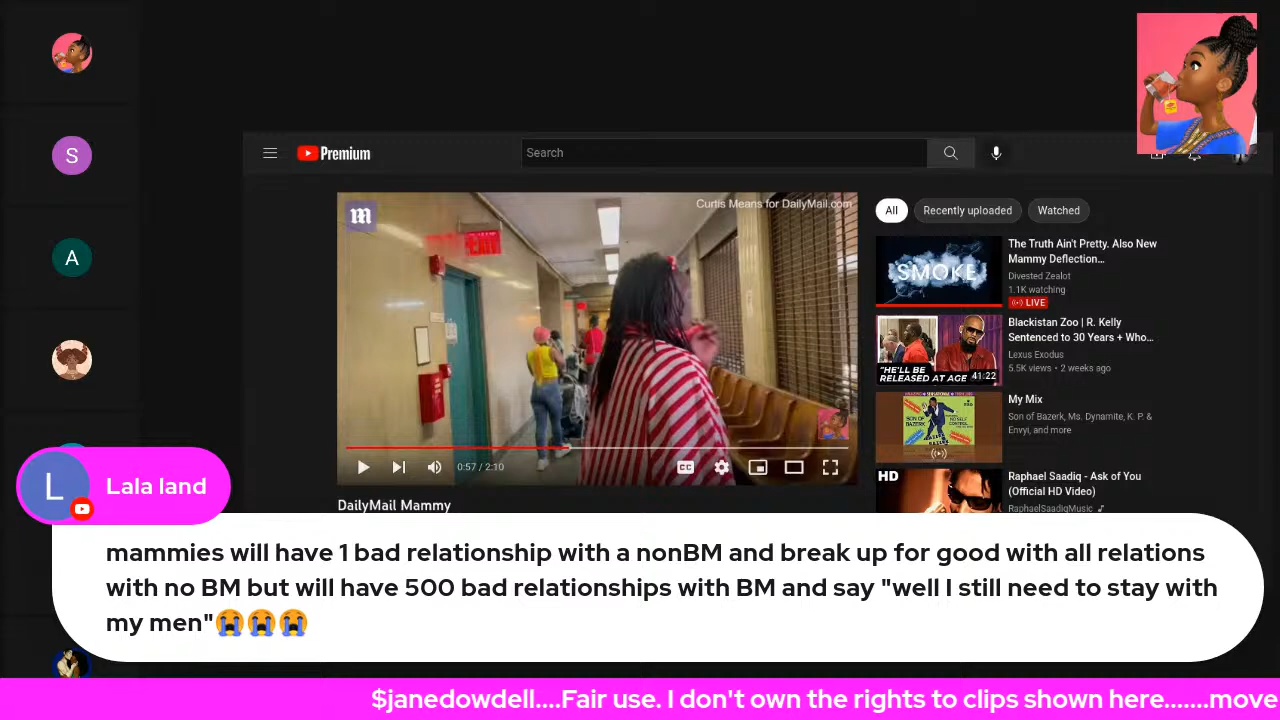 S
A
Premium
Search
Curtis Means for DailyMail.com
m
0:57 / 2:10
CC
DailyMail Mammy
All
Recently uploaded
Watched
SMOKE
The Truth Ain't Pretty. Also New
Mammy Deflection...
Divested Zealot
1.1K watching
LIVE
"HE'LL BE
RELEASED AT AGE
41:22
Blackistan Zoo | R. Kelly
Sentenced to 30 Years + Who...
Lexus Exodus
5.5K views • 2 weeks ago
My Mix
Son of Bazerk, Ms. Dynamite, K. P. &
Envyi, and more
HD
Raphael Saadiq - Ask of You
(Official HD Video)
RaphaelSaadiqMusic
L
Lala land
mammies will have 1 bad relationship with a nonBM and break up for good with all relations
with no BM but will have 500 bad relationships with BM and say "well I still need to stay with
my men"😭😭😭
$janedowdell....Fair use. I don't own the rights to clips shown here.......move